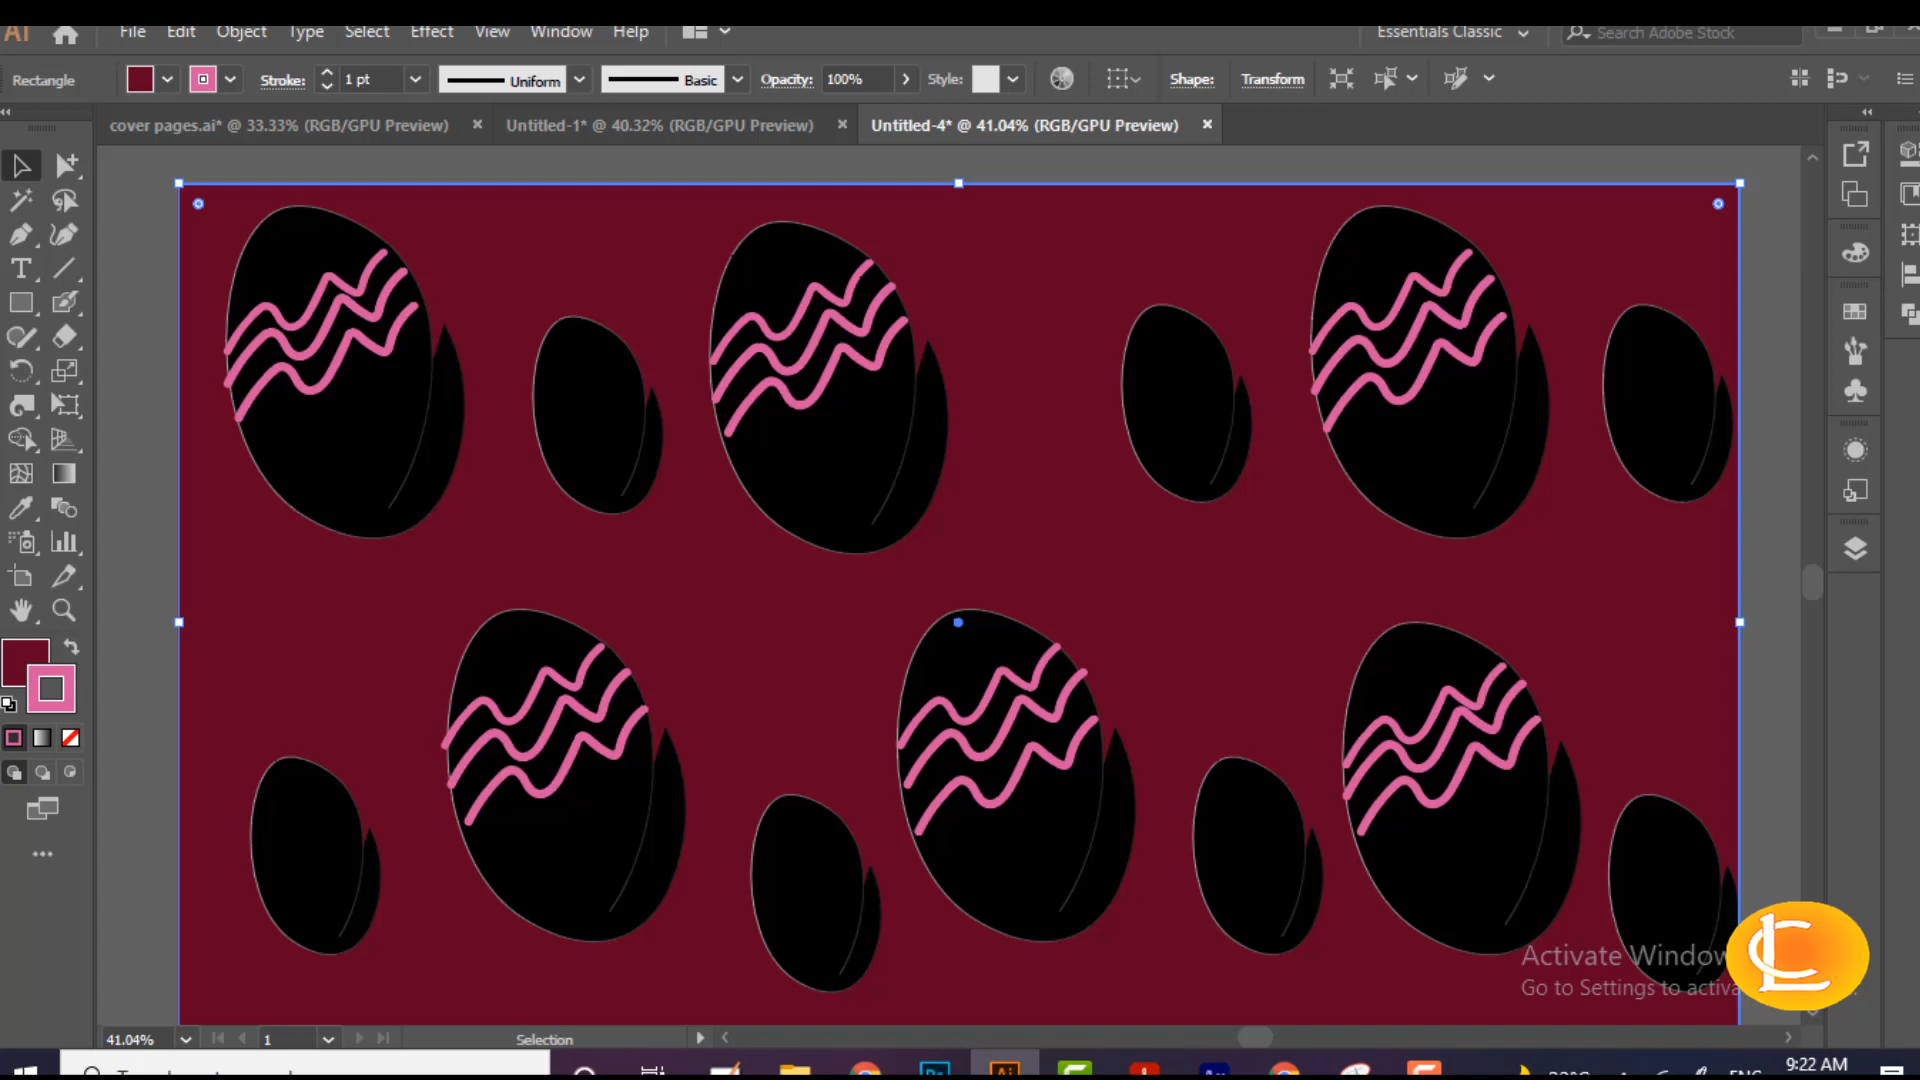 Ai File Edit Object Type Select Effect View Window Help Essentials Classic Search Adobe Stock
Rectangle Stroke: 1 pt Uniform Basic Opacity: 100% Style: Shape: Transform
cover pages.ai* @ 33.33% (RGB/GPU Preview) Untitled-1* @ 40.32% (RGB/GPU Preview) Untitled-4* @ 41.04% (RGB/GPU Preview)
Activate Window
Go to Settings to activa
LC
41.04% 1 Selection
9:22 AM